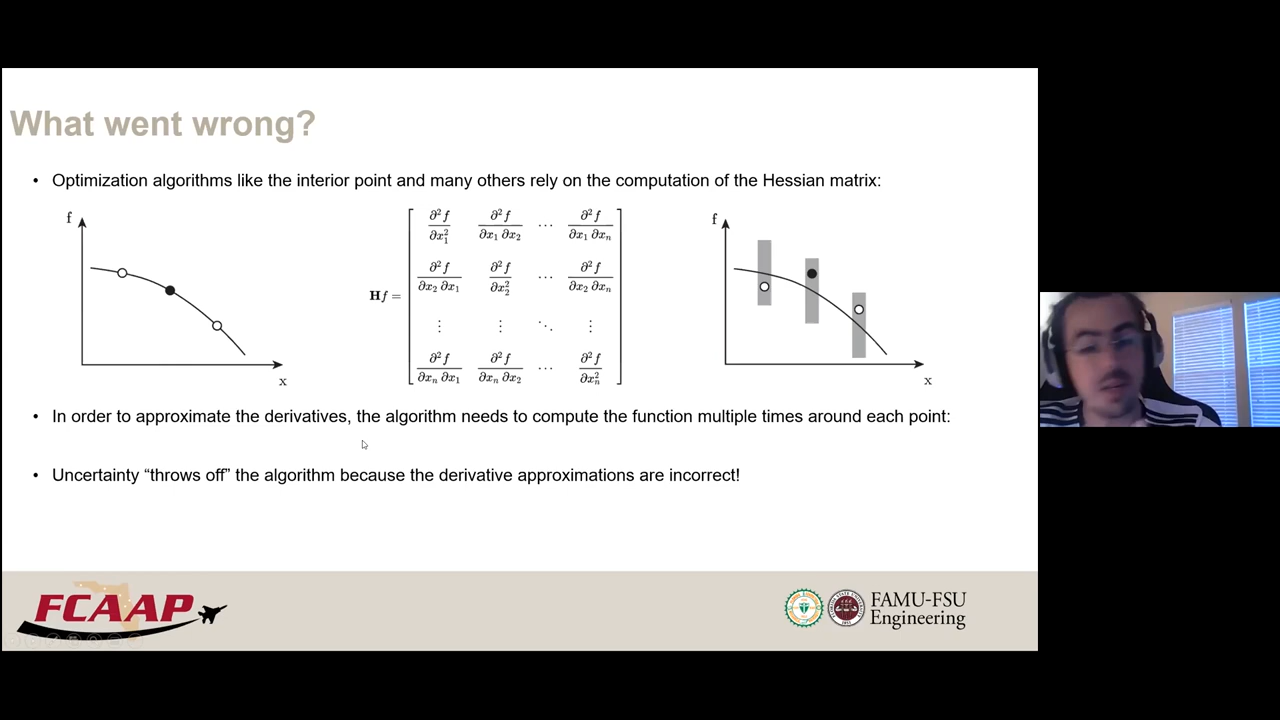 What went wrong?
• Optimization algorithms like the interior point and many others rely on the computation of the Hessian matrix:
f
x
Hf =
∂²f/∂x₁² ∂²f/∂x₁ ∂x₂ ⋯ ∂²f/∂x₁ ∂xₙ
∂²f/∂x₂ ∂x₁ ∂²f/∂x₂² ⋯ ∂²f/∂x₂ ∂xₙ
⋮ ⋮ ⋱ ⋮
∂²f/∂xₙ ∂x₁ ∂²f/∂xₙ ∂x₂ ⋯ ∂²f/∂xₙ²
f
x
• In order to approximate the derivatives, the algorithm needs to compute the function multiple times around each point:
• Uncertainty “throws off” the algorithm because the derivative approximations are incorrect!
FCAAP
FAMU-FSU
Engineering